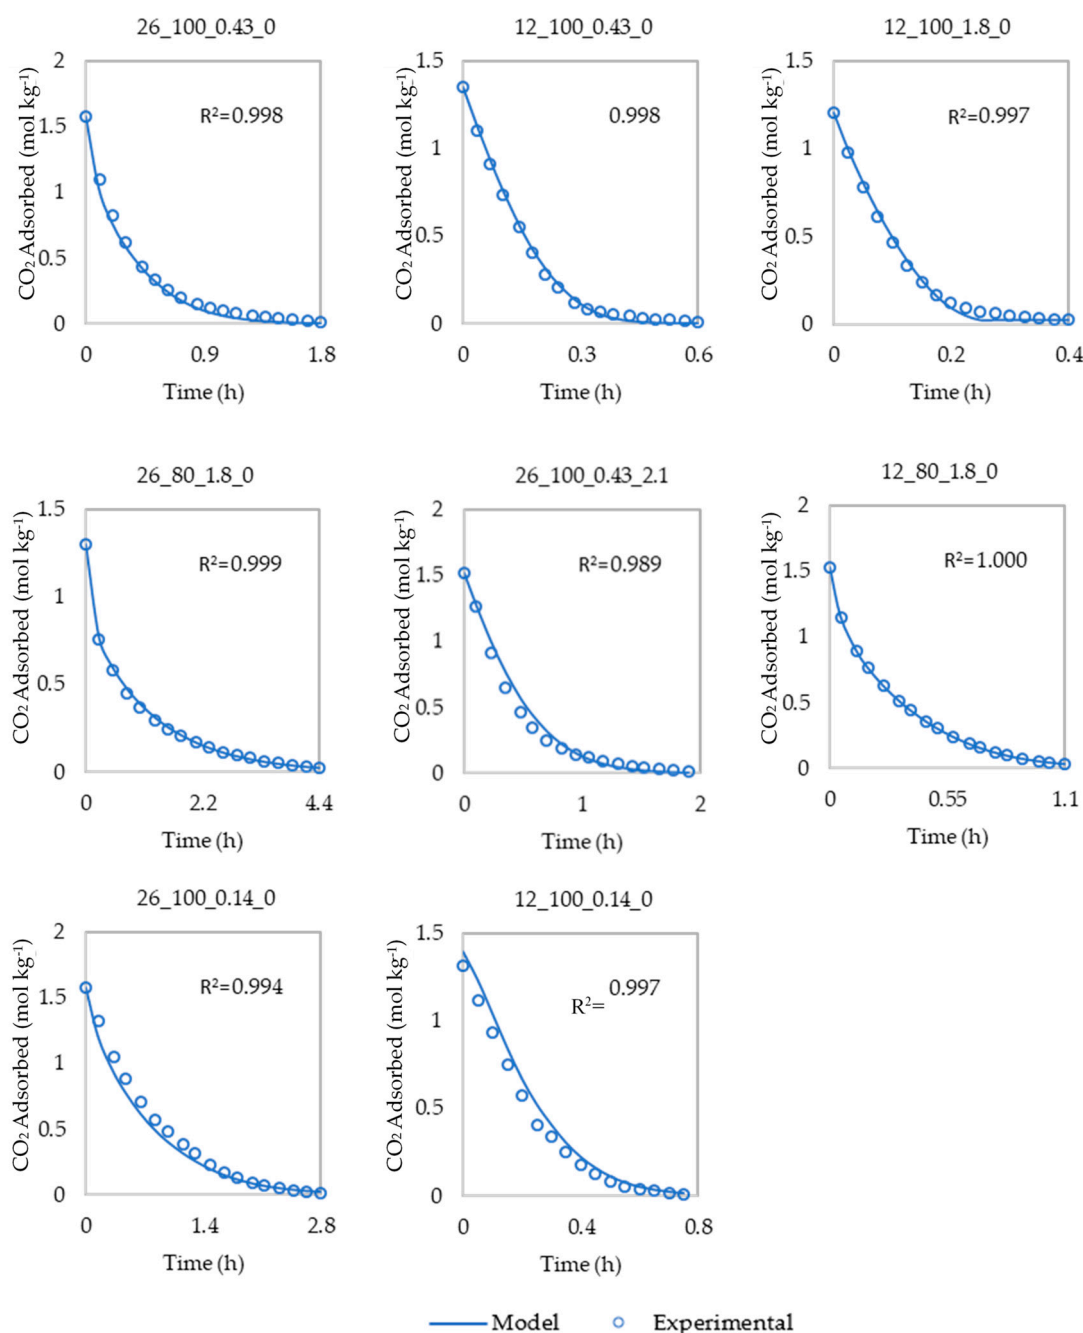 26_100_0.43_0
12_100_0.43_0
12_100_1.8_0
CO2 Adsorbed (mol kg-1)
2
1.5
1
0.5
0
R2=0.998
0
0.9
1.8
Time (h)
CO2 Adsorbed (mol kg-1)
1.5
1
0.5
0
0.998
0
0.3
0.6
Time (h)
CO2 Adsorbed (mol kg-1)
1.5
1
0.5
0
R2=0.997
0
0.2
0.4
Time (h)
26_80_1.8_0
26_100_0.43_2.1
12_80_1.8_0
CO2 Adsorbed (mol kg-1)
1.5
1
0.5
0
R2=0.999
0
2.2
4.4
Time (h)
CO2 Adsorbed (mol kg-1)
2
1.5
1
0.5
0
R2=0.989
0
1
2
Time (h)
CO2 Adsorbed (mol kg-1)
2
1.5
1
0.5
0
R2=1.000
0
0.55
1.1
Time (h)
26_100_0.14_0
12_100_0.14_0
CO2 Adsorbed (mol kg-1)
2
1.5
1
0.5
0
R2=0.994
0
1.4
2.8
Time (h)
CO2 Adsorbed (mol kg-1)
1.5
1
0.5
0
R2= 0.997
0
0.4
0.8
Time (h)
Model
Experimental